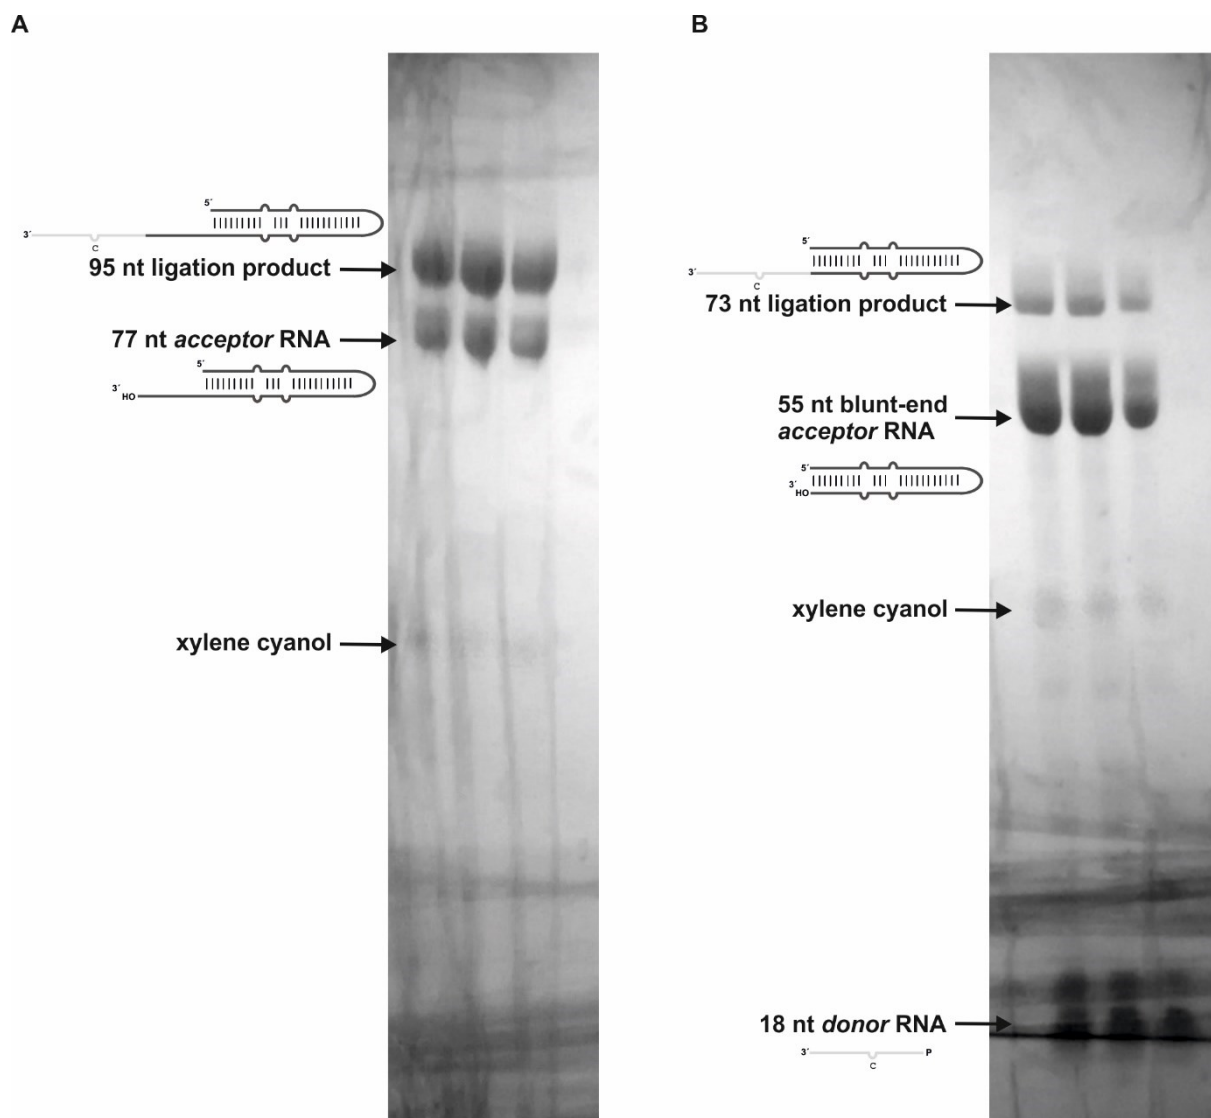 A
5´
3´
C
95 nt ligation product
77 nt acceptor RNA
5´
3´
HO
xylene cyanol
B
5´
3´
C
73 nt ligation product
55 nt blunt-end
acceptor RNA
5´
3´
HO
xylene cyanol
18 nt donor RNA
3´
P
C